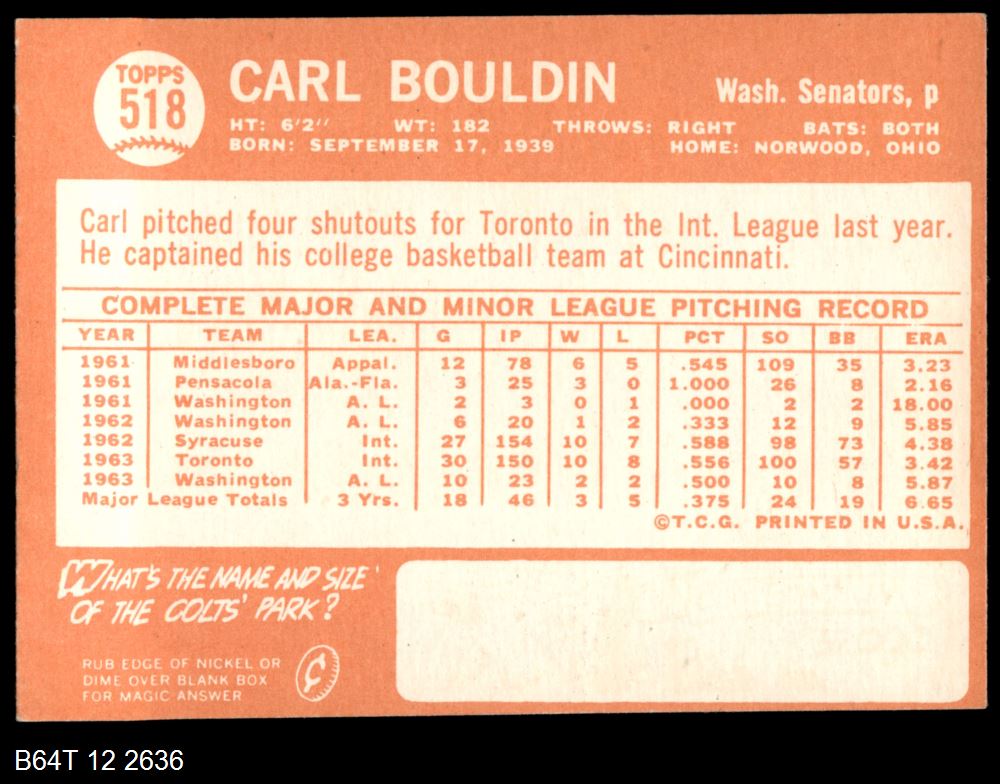 TOPPS
518
CARL BOULDIN
Wash. Senators, p
HT: 6'2" WT: 182 THROWS: RIGHT BATS: BOTH
BORN: SEPTEMBER 17, 1939 HOME: NORWOOD, OHIO
Carl pitched four shutouts for Toronto in the Int. League last year.
He captained his college basketball team at Cincinnati.
COMPLETE MAJOR AND MINOR LEAGUE PITCHING RECORD
YEAR TEAM LEA. G IP W L PCT SO BB ERA
1961 Middlesboro Appal. 12 78 6 5 .545 109 35 3.23
1961 Pensacola Ala.-Fla. 3 25 3 0 1.000 26 8 2.16
1961 Washington A. L. 2 3 0 1 .000 2 2 18.00
1962 Washington A. L. 6 20 1 2 .333 12 9 5.85
1962 Syracuse Int. 27 154 10 7 .588 98 73 4.38
1963 Toronto Int. 30 150 10 8 .556 100 57 3.42
1963 Washington A. L. 10 23 2 2 .500 10 8 5.87
Major League Totals 3 Yrs. 18 46 3 5 .375 24 19 6.65
©T.C.G. PRINTED IN U.S.A.
WHAT'S THE NAME AND SIZE
OF THE COLTS' PARK?
RUB EDGE OF NICKEL OR
DIME OVER BLANK BOX
FOR MAGIC ANSWER
¢
B64T 12 2636